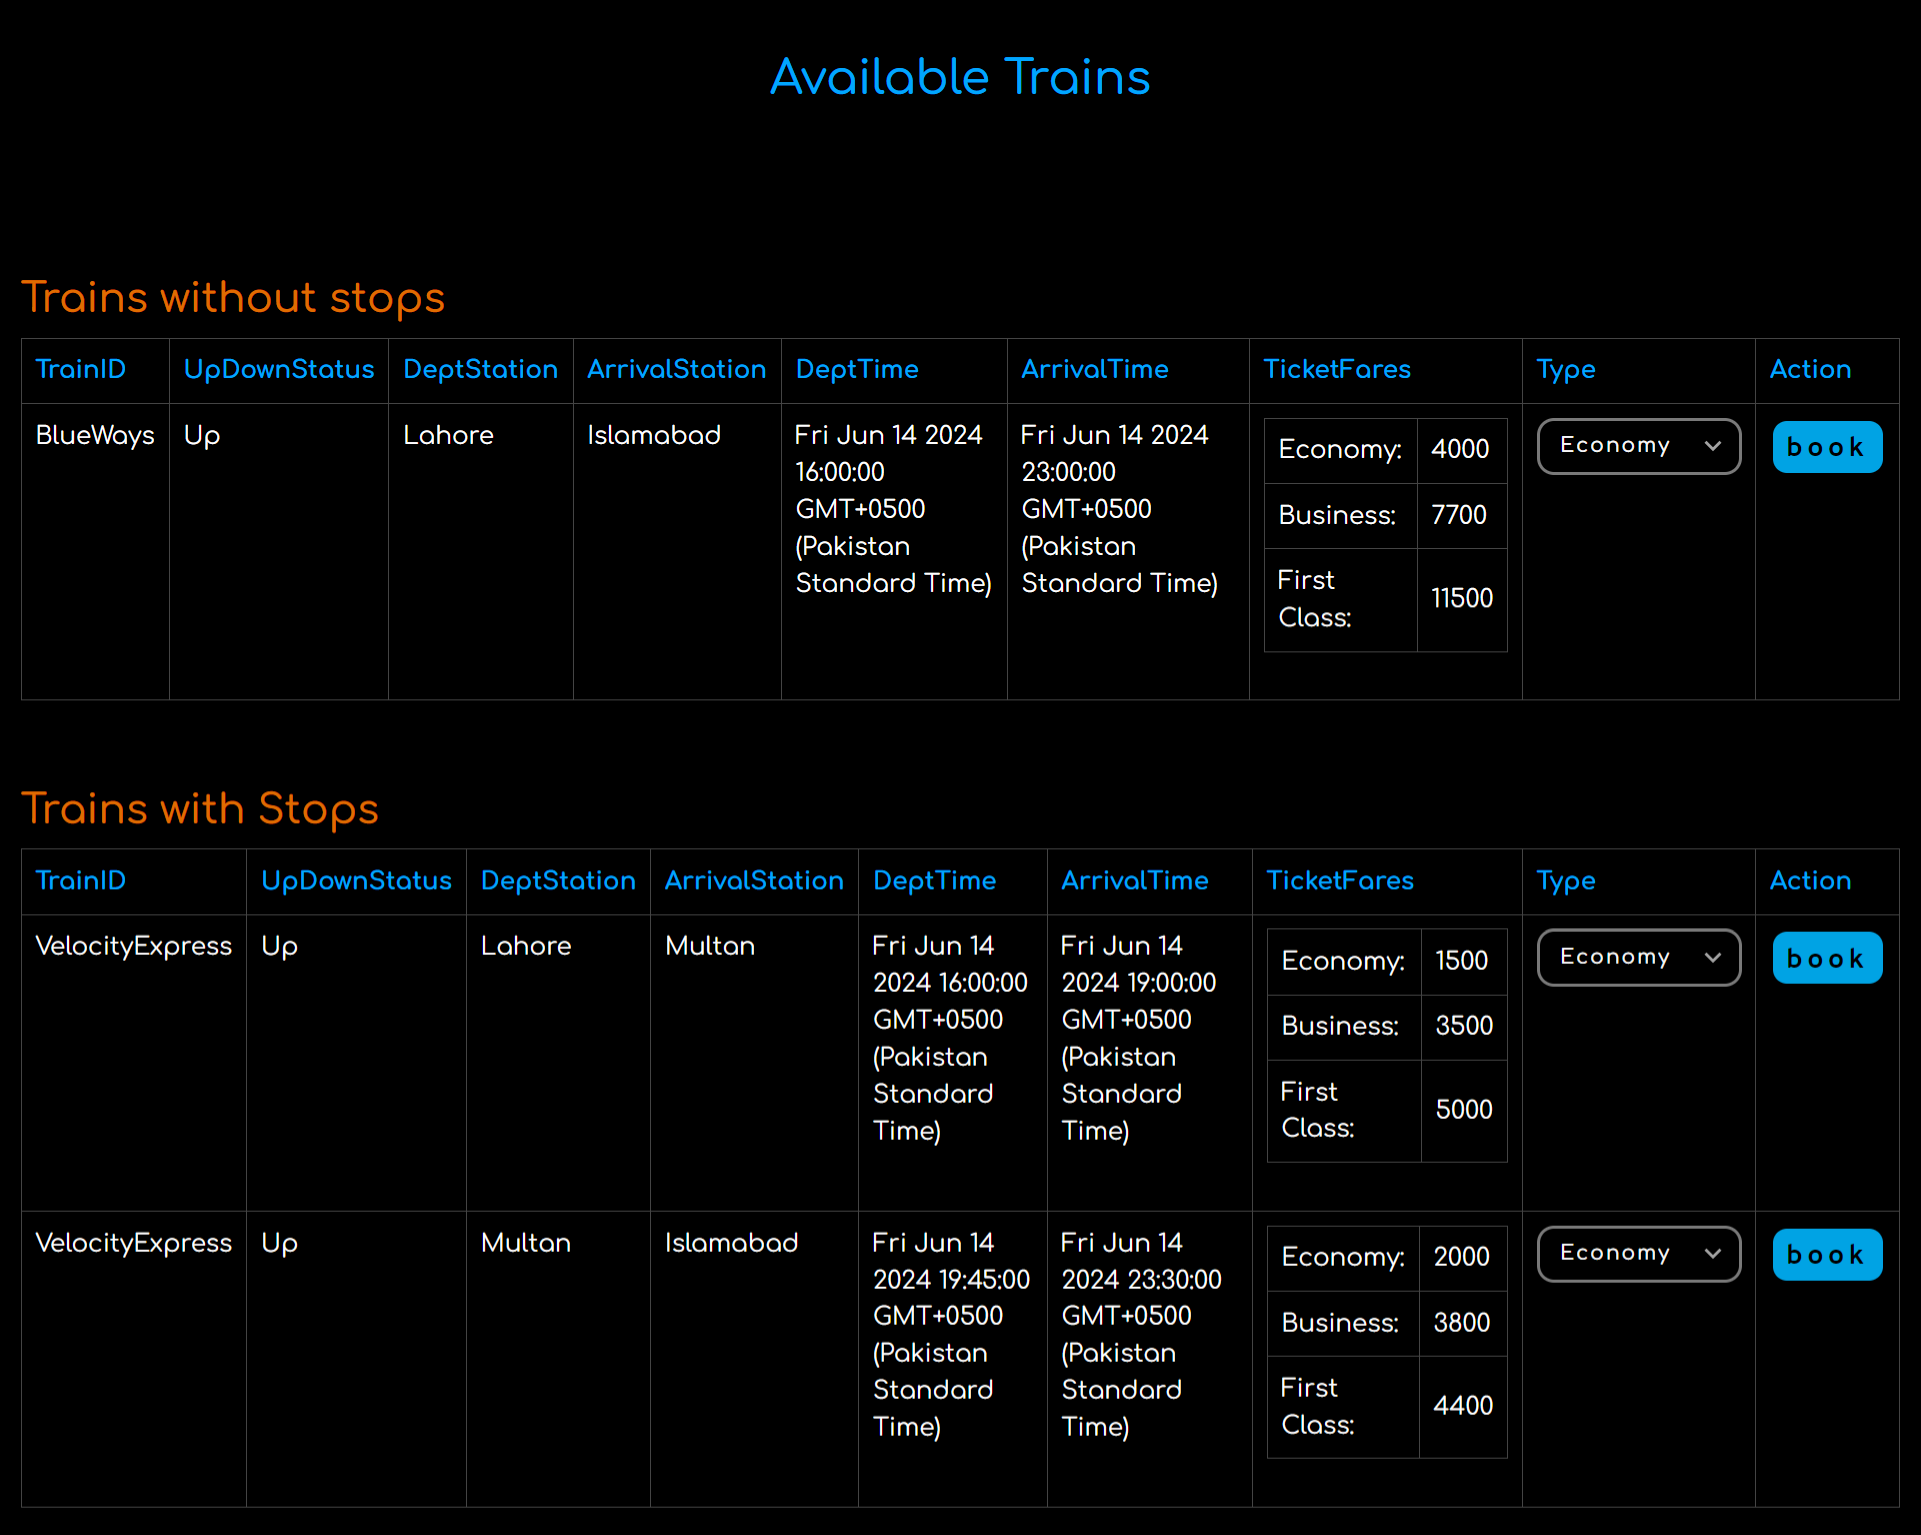 Available Trains
Trains without stops
TrainID UpDownStatus DeptStation ArrivalStation DeptTime ArrivalTime TicketFares Type Action
BlueWays Up Lahore Islamabad
Fri Jun 14 2024
16:00:00
GMT+0500
(Pakistan
Standard Time)
Fri Jun 14 2024
23:00:00
GMT+0500
(Pakistan
Standard Time)
Economy: 4000
Business: 7700
First
Class:
11500
Economy
book
Trains with Stops
TrainID UpDownStatus DeptStation ArrivalStation DeptTime ArrivalTime TicketFares Type Action
VelocityExpress Up Lahore Multan
Fri Jun 14
2024 16:00:00
GMT+0500
(Pakistan
Standard
Time)
Fri Jun 14
2024 19:00:00
GMT+0500
(Pakistan
Standard
Time)
Economy: 1500
Business: 3500
First
Class:
5000
Economy
book
VelocityExpress Up Multan Islamabad
Fri Jun 14
2024 19:45:00
GMT+0500
(Pakistan
Standard
Time)
Fri Jun 14
2024 23:30:00
GMT+0500
(Pakistan
Standard
Time)
Economy: 2000
Business: 3800
First
Class:
4400
Economy
book